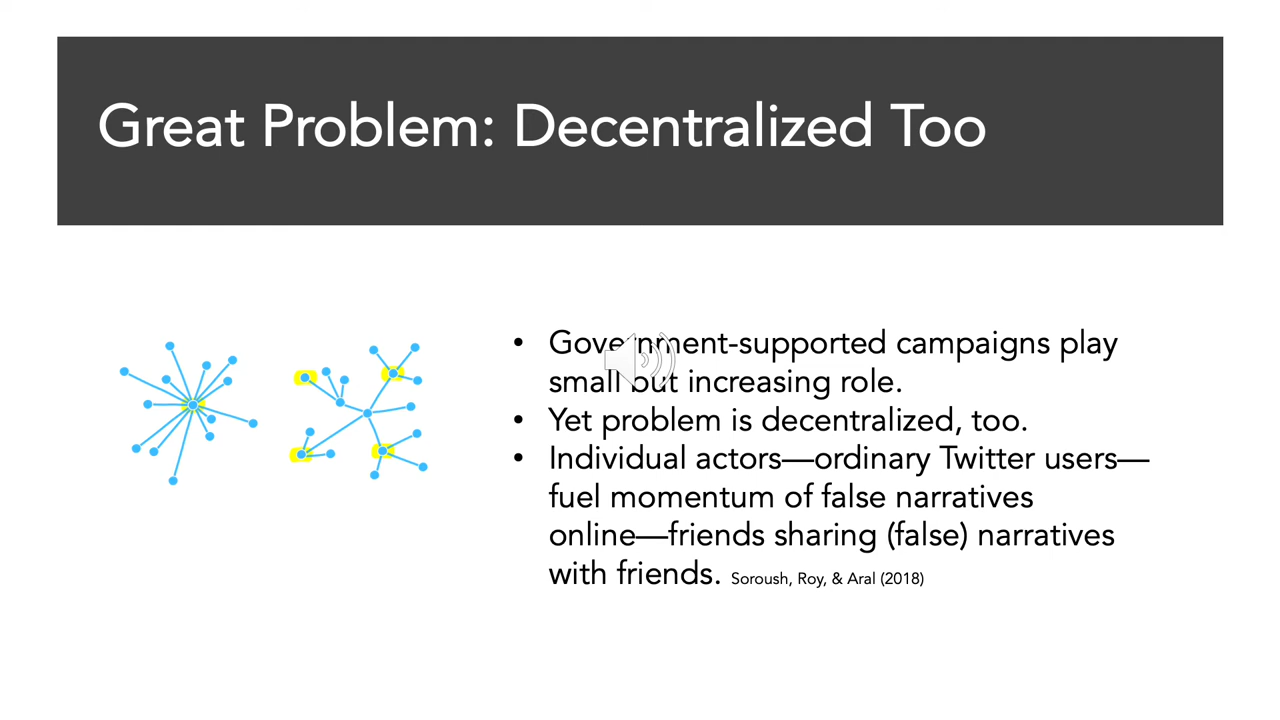 Great Problem: Decentralized Too
• Government-supported campaigns play
small but increasing role.
• Yet problem is decentralized, too.
• Individual actors—ordinary Twitter users—
fuel momentum of false narratives
online—friends sharing (false) narratives
with friends. Soroush, Roy, & Aral (2018)